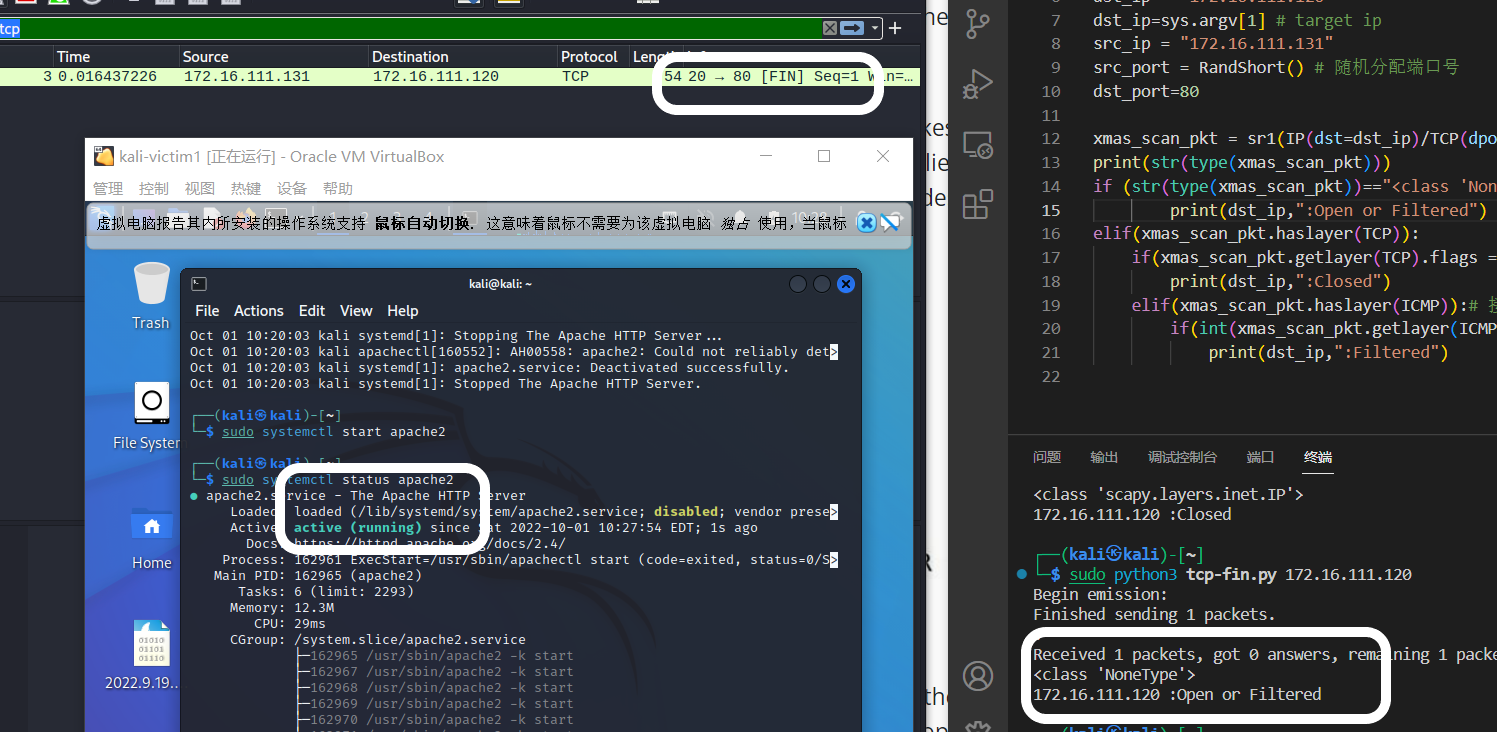 tcp
Time Source Destination Protocol Length
3 0.016437226 172.16.111.131 172.16.111.120 TCP 54 20 → 80 [FIN] Seq=1 Win=…
kali-victim1 [正在运行] - Oracle VM VirtualBox
管理 控制 视图 热键 设备 帮助
虚拟电脑报告其内所安装的操作系统支持 鼠标自动切换. 这意味着鼠标不需要为该虚拟电脑 独占 使用，当鼠标
Trash
File System
Home
2022.9.19…
kali@kali: ~
File Actions Edit View Help
Oct 01 10:20:03 kali systemd[1]: Stopping The Apache HTTP Server...
Oct 01 10:20:03 kali apachectl[160552]: AH00558: apache2: Could not reliably det>
Oct 01 10:20:03 kali systemd[1]: apache2.service: Deactivated successfully.
Oct 01 10:20:03 kali systemd[1]: Stopped The Apache HTTP Server.
┌──(kali㉿kali)-[~]
└─$ sudo systemctl start apache2
┌──(kali㉿kali)-[~]
└─$ sudo systemctl status apache2
● apache2.service - The Apache HTTP Server
Loaded: loaded (/lib/systemd/system/apache2.service; disabled; vendor prese>
Active: active (running) since Sat 2022-10-01 10:27:54 EDT; 1s ago
Docs: https://httpd.apache.org/docs/2.4/
Process: 162961 ExecStart=/usr/sbin/apachectl start (code=exited, status=0/S>
Main PID: 162965 (apache2)
Tasks: 6 (limit: 2293)
Memory: 12.3M
CPU: 29ms
CGroup: /system.slice/apache2.service
├─162965 /usr/sbin/apache2 -k start
├─162967 /usr/sbin/apache2 -k start
├─162968 /usr/sbin/apache2 -k start
├─162969 /usr/sbin/apache2 -k start
├─162970 /usr/sbin/apache2 -k start
7 dst_ip=sys.argv[1] # target ip
8 src_ip = "172.16.111.131"
9 src_port = RandShort() # 随机分配端口号
10 dst_port=80
11
12 xmas_scan_pkt = sr1(IP(dst=dst_ip)/TCP(dpo
13 print(str(type(xmas_scan_pkt)))
14 if (str(type(xmas_scan_pkt))=="<class 'Non
15 print(dst_ip,":Open or Filtered")
16 elif(xmas_scan_pkt.haslayer(TCP)):
17 if(xmas_scan_pkt.getlayer(TCP).flags =
18 print(dst_ip,":Closed")
19 elif(xmas_scan_pkt.haslayer(ICMP)):#
20 if(int(xmas_scan_pkt.getlayer(ICMP
21 print(dst_ip,":Filtered")
22
问题 输出 调试控制台 端口 终端
<class 'scapy.layers.inet.IP'>
172.16.111.120 :Closed
┌──(kali㉿kali)-[~]
└─$ sudo python3 tcp-fin.py 172.16.111.120
Begin emission:
Finished sending 1 packets.
Received 1 packets, got 0 answers, remaining 1 packe
<class 'NoneType'>
172.16.111.120 :Open or Filtered